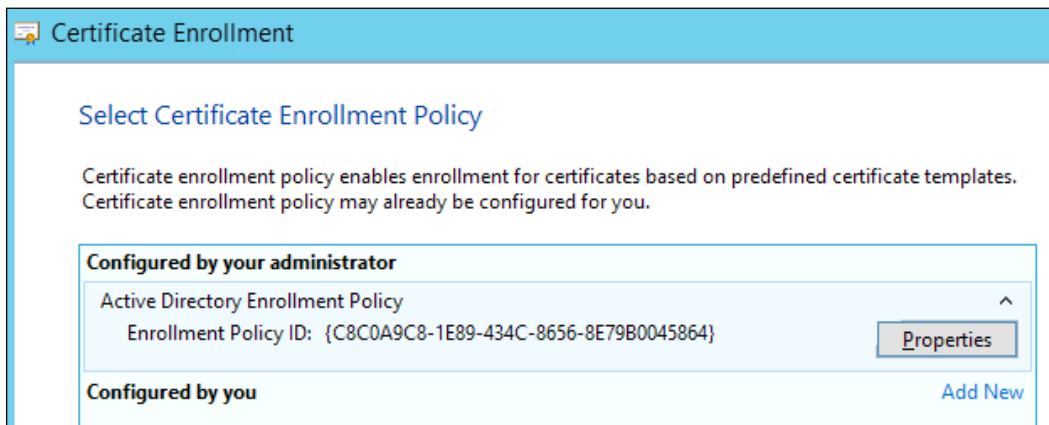 Certificate Enrollment
Select Certificate Enrollment Policy
Certificate enrollment policy enables enrollment for certificates based on predefined certificate templates.
Certificate enrollment policy may already be configured for you.
Configured by your administrator
Active Directory Enrollment Policy
Enrollment Policy ID: {C8C0A9C8-1E89-434C-8656-8E79B0045864}
Properties
Configured by you Add New